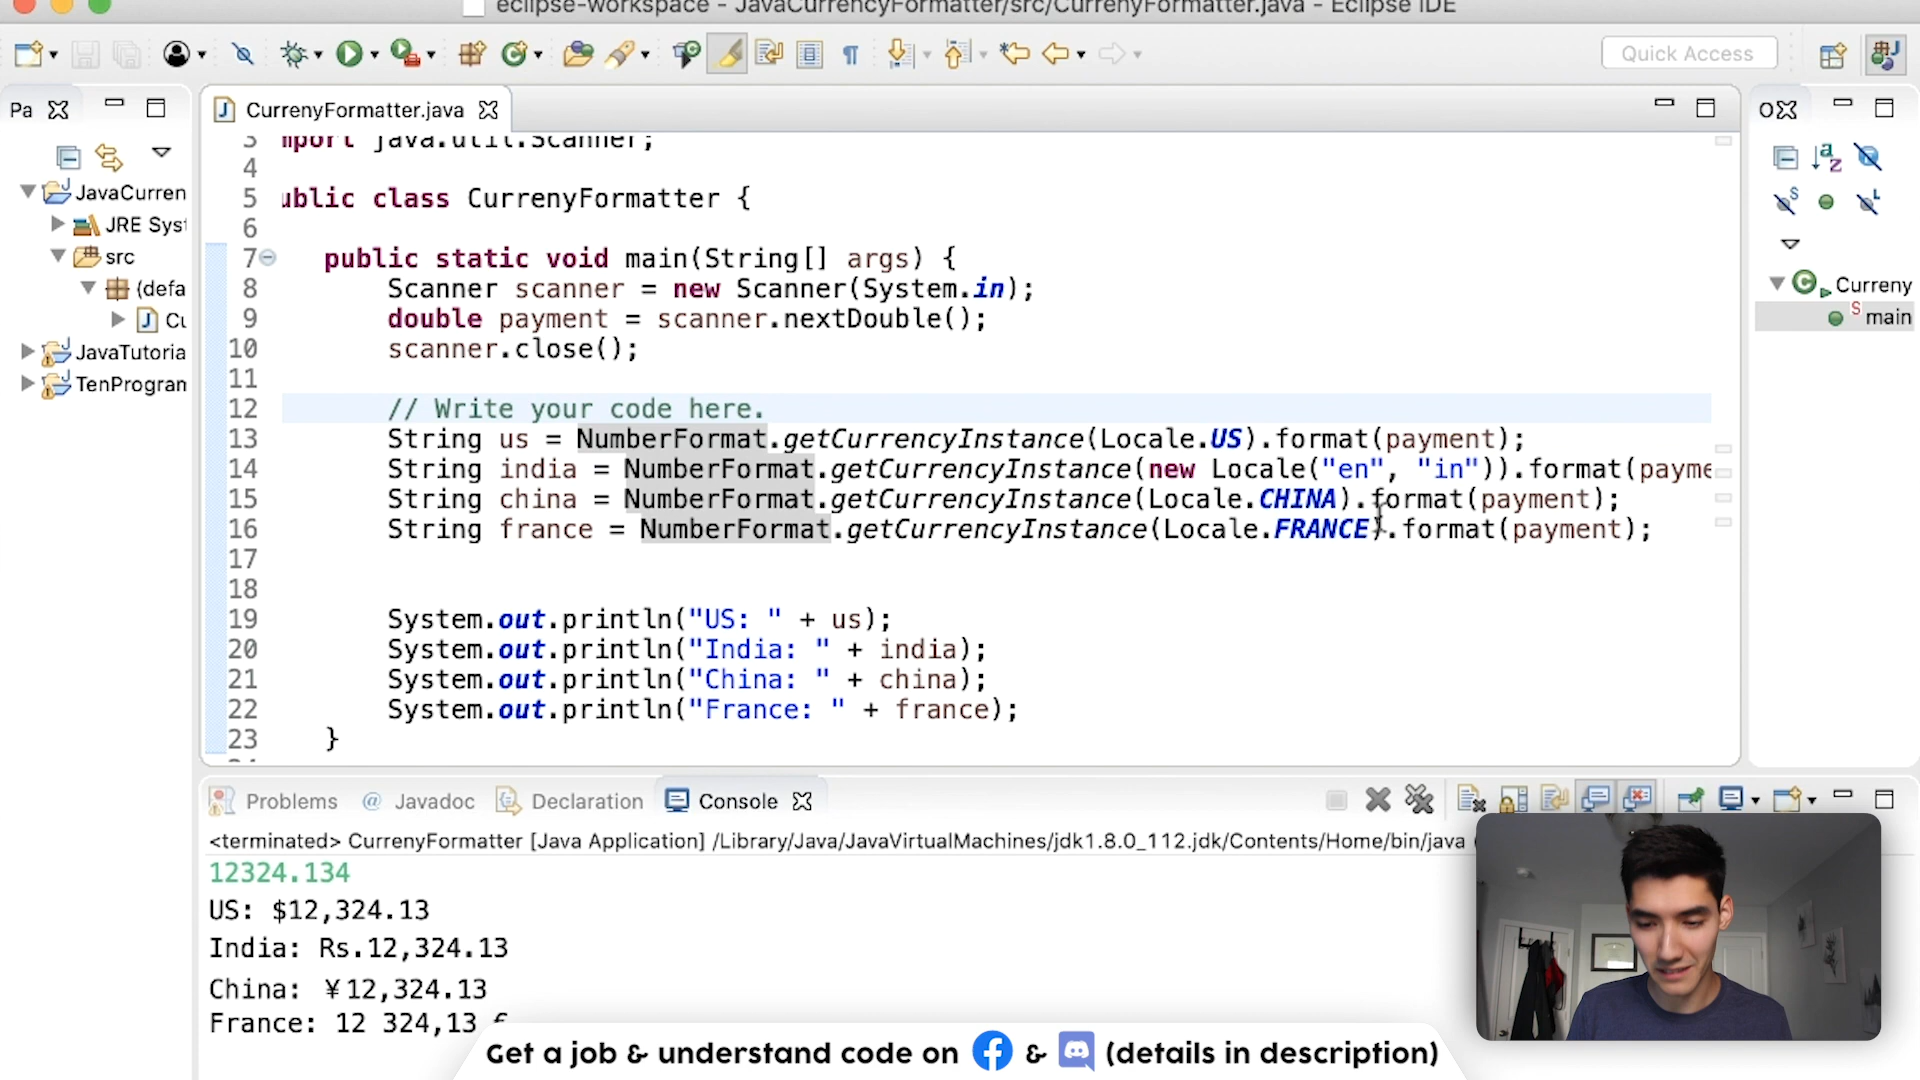 eclipse-workspace - JavaCurrencyFormatter/src/CurrenyFormatter.java - Eclipse IDE
Quick Access
Pa
CurrenyFormatter.java
O
JavaCurren
JRE Syst
src
(defa
Cu
JavaTutoria
TenProgran
3 mport java.util.Scanner;
4
5 ublic class CurrenyFormatter {
6
7 public static void main(String[] args) {
8 Scanner scanner = new Scanner(System.in);
9 double payment = scanner.nextDouble();
10 scanner.close();
11
12 // Write your code here.
13 String us = NumberFormat.getCurrencyInstance(Locale.US).format(payment);
14 String india = NumberFormat.getCurrencyInstance(new Locale("en", "in")).format(payme
15 String china = NumberFormat.getCurrencyInstance(Locale.CHINA).format(payment);
16 String france = NumberFormat.getCurrencyInstance(Locale.FRANCE).format(payment);
17
18
19 System.out.println("US: " + us);
20 System.out.println("India: " + india);
21 System.out.println("China: " + china);
22 System.out.println("France: " + france);
23 }
Curreny
main
Problems @ Javadoc Declaration Console
<terminated> CurrenyFormatter [Java Application] /Library/Java/JavaVirtualMachines/jdk1.8.0_112.jdk/Contents/Home/bin/java
12324.134
US: $12,324.13
India: Rs.12,324.13
China: ￥12,324.13
France: 12 324,13 €
Get a job & understand code on & (details in description)